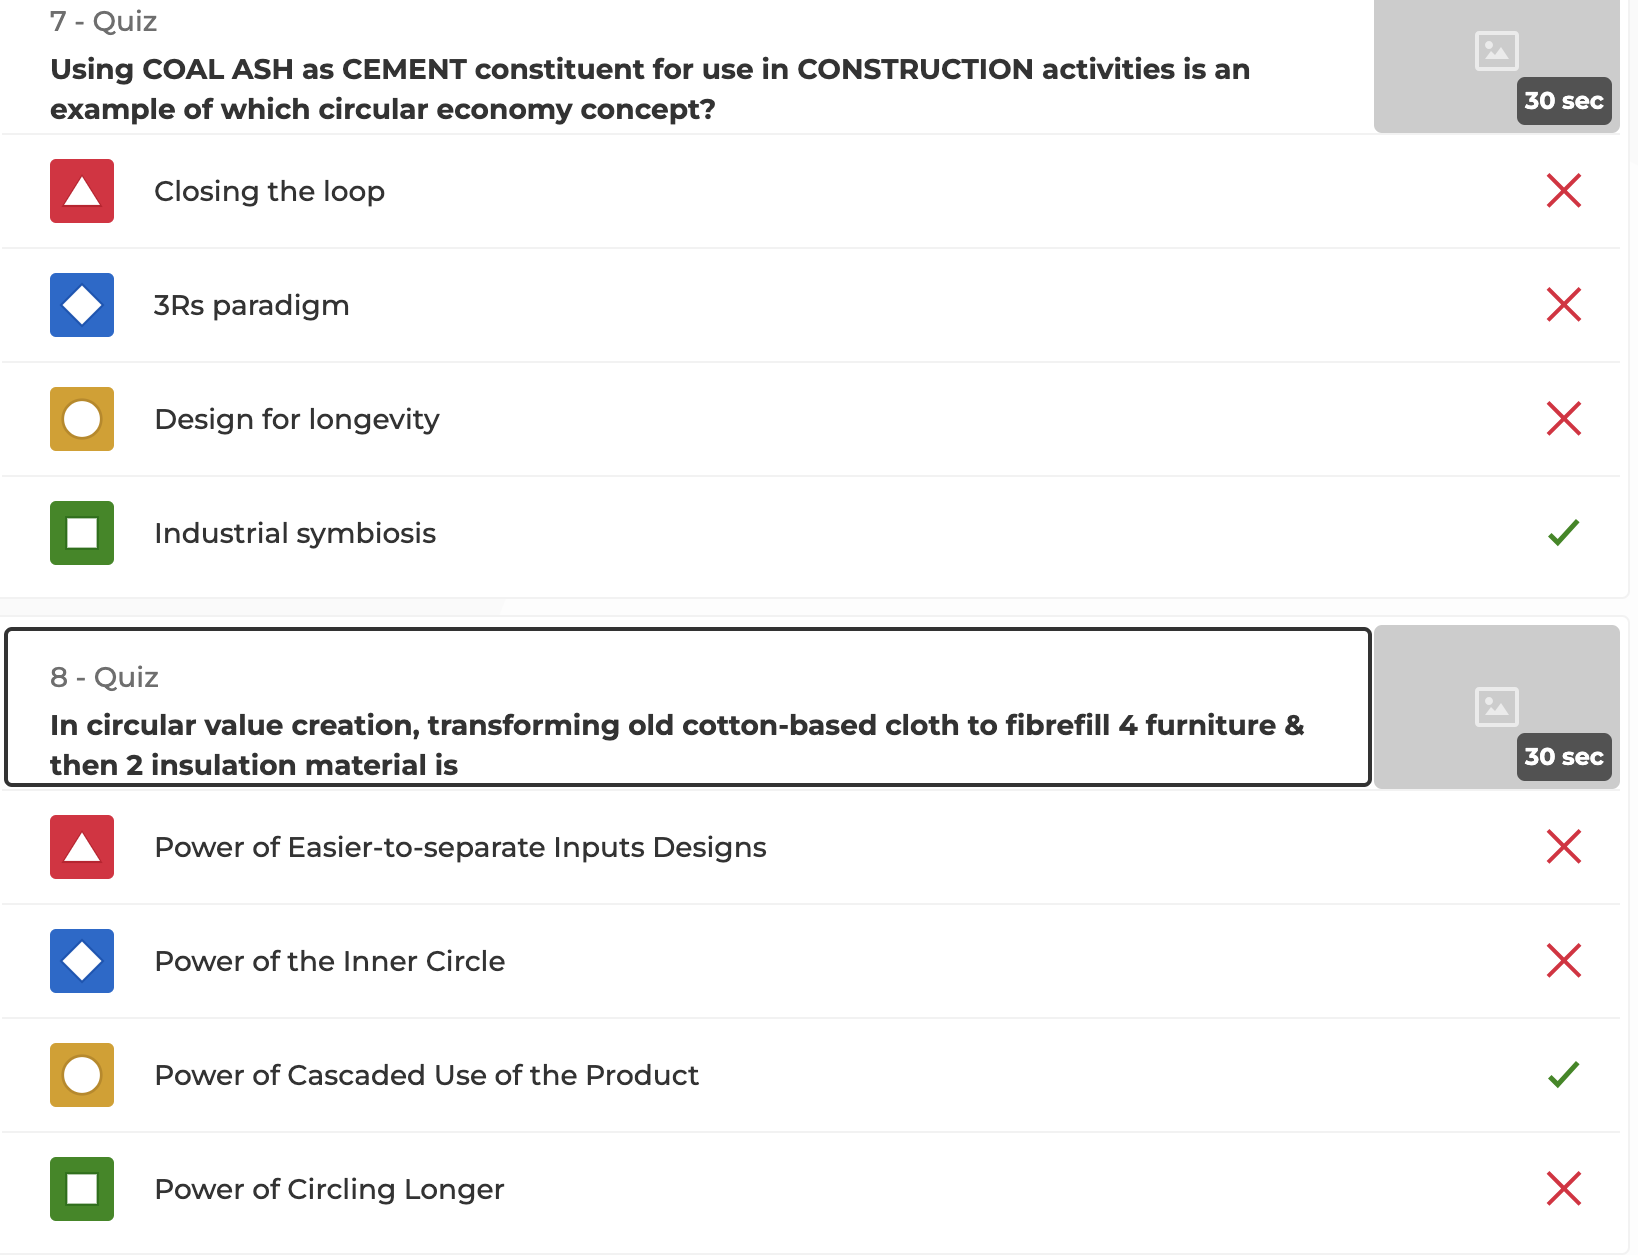 7 - Quiz
Using COAL ASH as CEMENT constituent for use in CONSTRUCTION activities is an
example of which circular economy concept?
30 sec
Closing the loop
3Rs paradigm
Design for longevity
Industrial symbiosis
8 - Quiz
In circular value creation, transforming old cotton-based cloth to fibrefill 4 furniture &
then 2 insulation material is
30 sec
Power of Easier-to-separate Inputs Designs
Power of the Inner Circle
Power of Cascaded Use of the Product
Power of Circling Longer